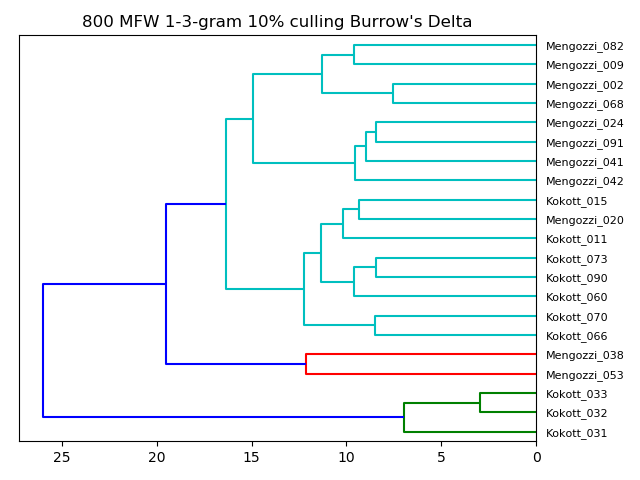 800 MFW 1-3-gram 10% culling Burrow's Delta
Mengozzi_082
Mengozzi_009
Mengozzi_002
Mengozzi_068
Mengozzi_024
Mengozzi_091
Mengozzi_041
Mengozzi_042
Kokott_015
Mengozzi_020
Kokott_011
Kokott_073
Kokott_090
Kokott_060
Kokott_070
Kokott_066
Mengozzi_038
Mengozzi_053
Kokott_033
Kokott_032
Kokott_031
25 20 15 10 5 0